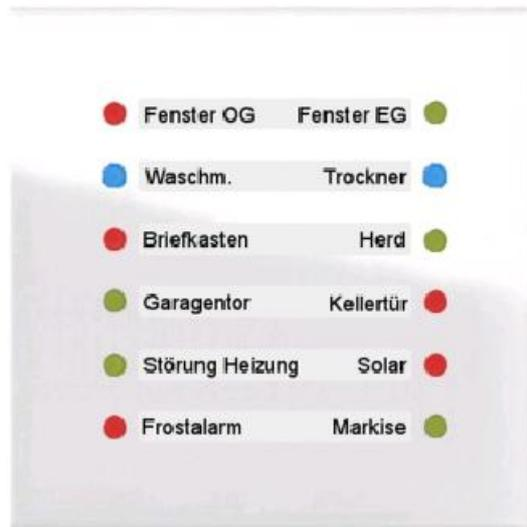 Fenster OG Fenster EG
Waschm. Trockner
Briefkasten Herd
Garagentor Kellertür
Störung Heizung Solar
Frostalarm Markise